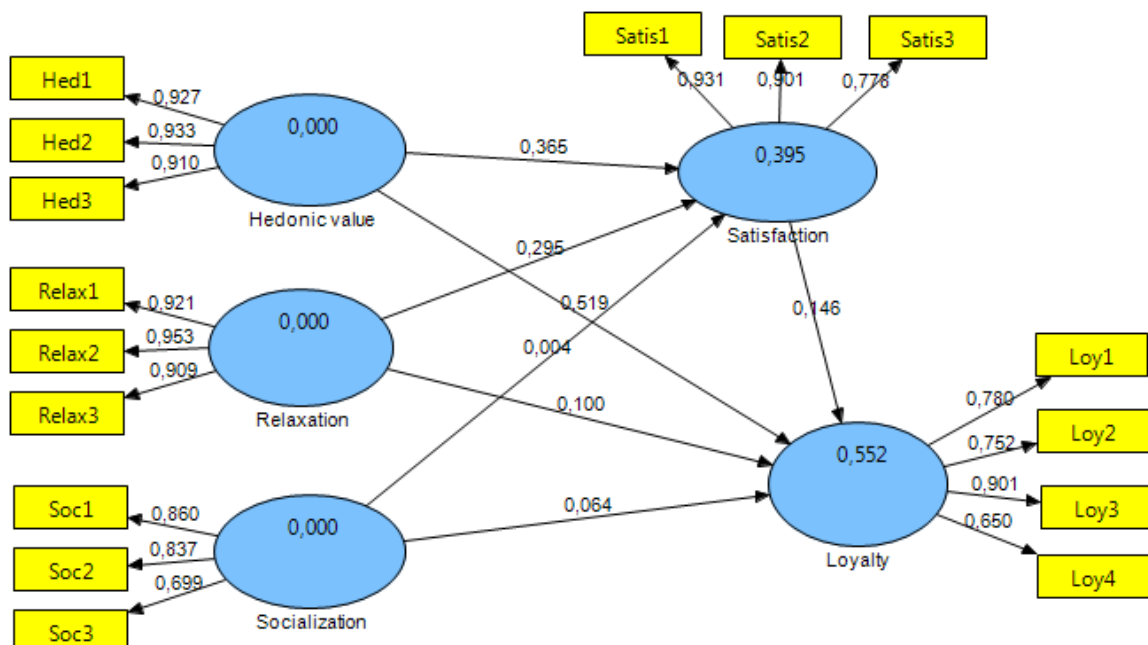 Satis1
Satis2
Satis3
0,931
0,901
0,778
Hed1
Hed2
Hed3
0,927
0,933
0,910
0,000
Hedonic value
0,365
0,395
Satisfaction
0,295
0,519
0,004
0,146
Relax1
Relax2
Relax3
0,921
0,953
0,909
0,000
Relaxation
0,100
0,552
Loyalty
Loy1
Loy2
Loy3
Loy4
0,780
0,752
0,901
0,650
Soc1
Soc2
Soc3
0,860
0,837
0,699
0,000
Socialization
0,064